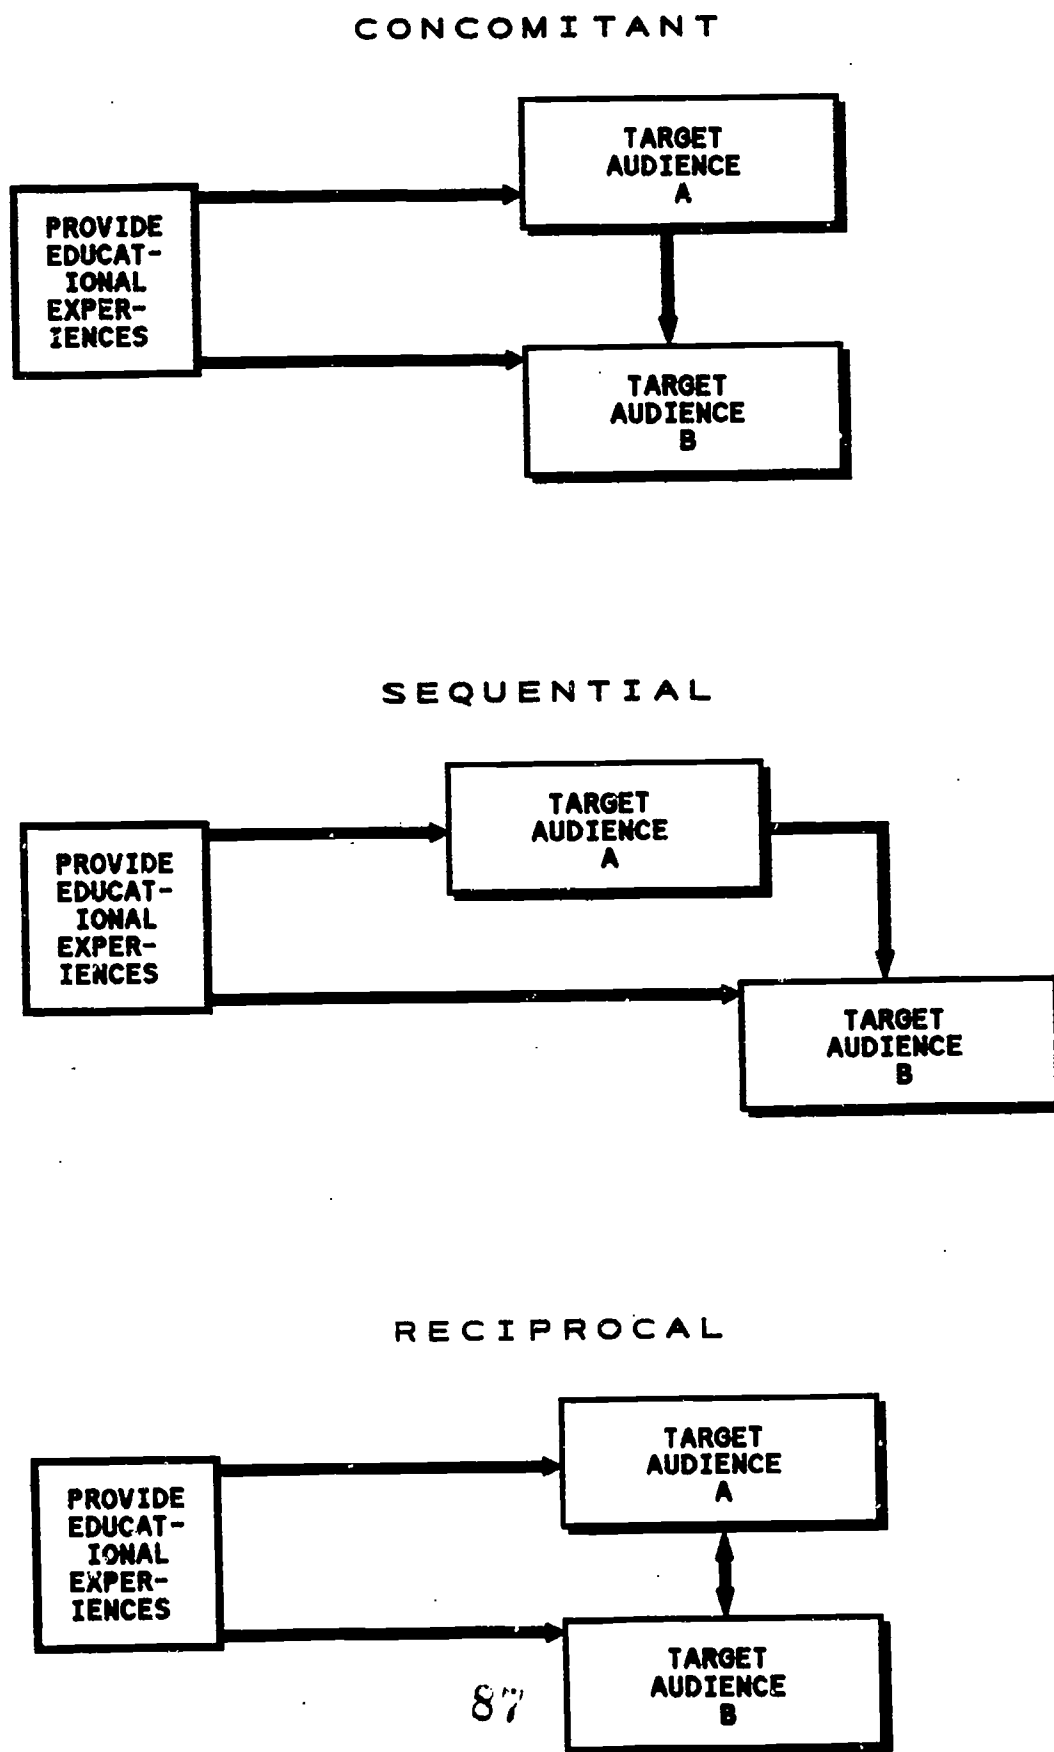 CONCOMITANT
TARGET
AUDIENCE
A
PROVIDE
EDUCAT-
IONAL
EXPER-
IENCES
TARGET
AUDIENCE
B
SEQUENTIAL
TARGET
AUDIENCE
A
PROVIDE
EDUCAT-
IONAL
EXPER-
IENCES
TARGET
AUDIENCE
B
RECIPROCAL
TARGET
AUDIENCE
A
PROVIDE
EDUCAT-
IONAL
EXPER-
IENCES
TARGET
AUDIENCE
B
87